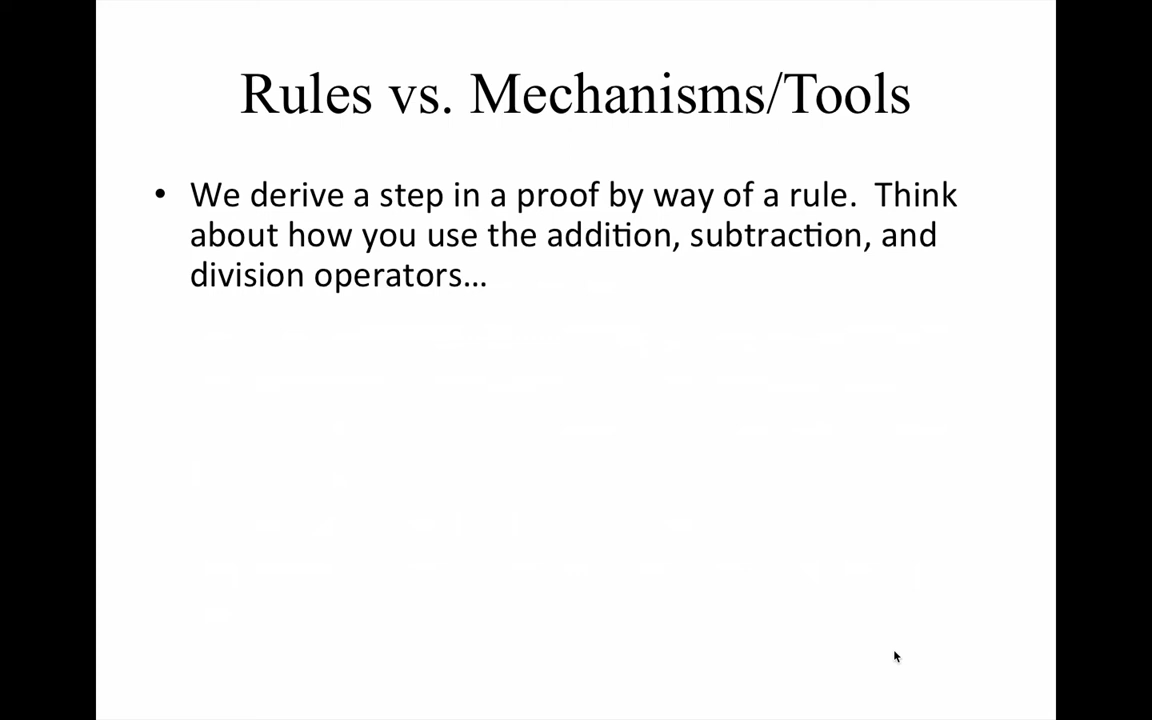 Rules vs. Mechanisms/Tools
• We derive a step in a proof by way of a rule.  Think
about how you use the addition, subtraction, and
division operators…